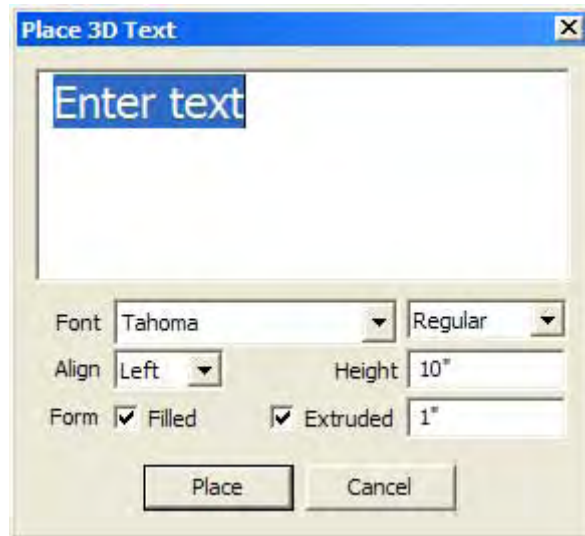 Place 3D Text
Enter text
Font Tahoma Regular
Align Left Height 10"
Form Filled Extruded 1"
Place Cancel